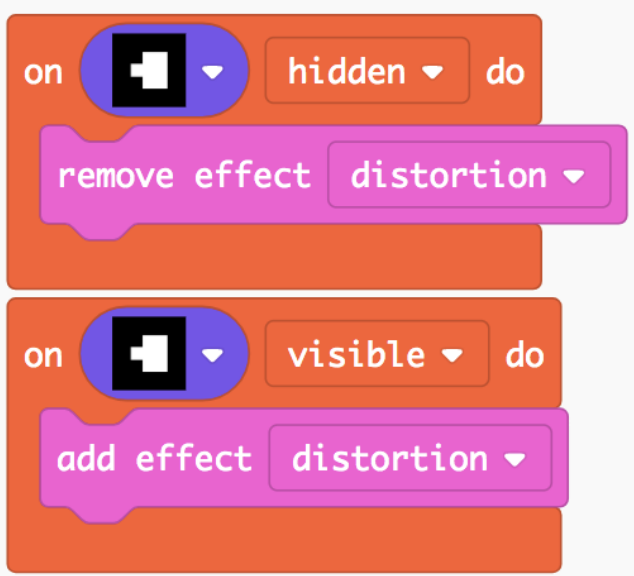 on hidden do
remove effect distortion
on visible do
add effect distortion